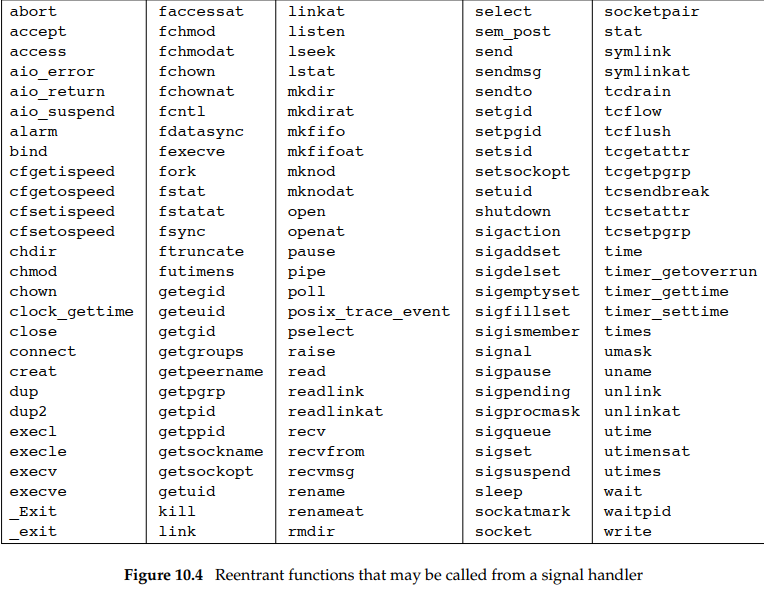 abort faccessat linkat select socketpair
accept fchmod listen sem_post stat
access fchmodat lseek send symlink
aio_error fchown lstat sendmsg symlinkat
aio_return fchownat mkdir sendto tcdrain
aio_suspend fcntl mkdirat setgid tcflow
alarm fdatasync mkfifo setpgid tcflush
bind fexecve mkfifoat setsid tcgetattr
cfgetispeed fork mknod setsockopt tcgetpgrp
cfgetospeed fstat mknodat setuid tcsendbreak
cfsetispeed fstatat open shutdown tcsetattr
cfsetospeed fsync openat sigaction tcsetpgrp
chdir ftruncate pause sigaddset time
chmod futimens pipe sigdelset timer_getoverrun
chown getegid poll sigemptyset timer_gettime
clock_gettime geteuid posix_trace_event sigfillset timer_settime
close getgid pselect sigismember times
connect getgroups raise signal umask
creat getpeername read sigpause uname
dup getpgrp readlink sigpending unlink
dup2 getpid readlinkat sigprocmask unlinkat
execl getppid recv sigqueue utime
execle getsockname recvfrom sigset utimensat
execv getsockopt recvmsg sigsuspend utimes
execve getuid rename sleep wait
_Exit kill renameat sockatmark waitpid
_exit link rmdir socket write
Figure 10.4 Reentrant functions that may be called from a signal handler